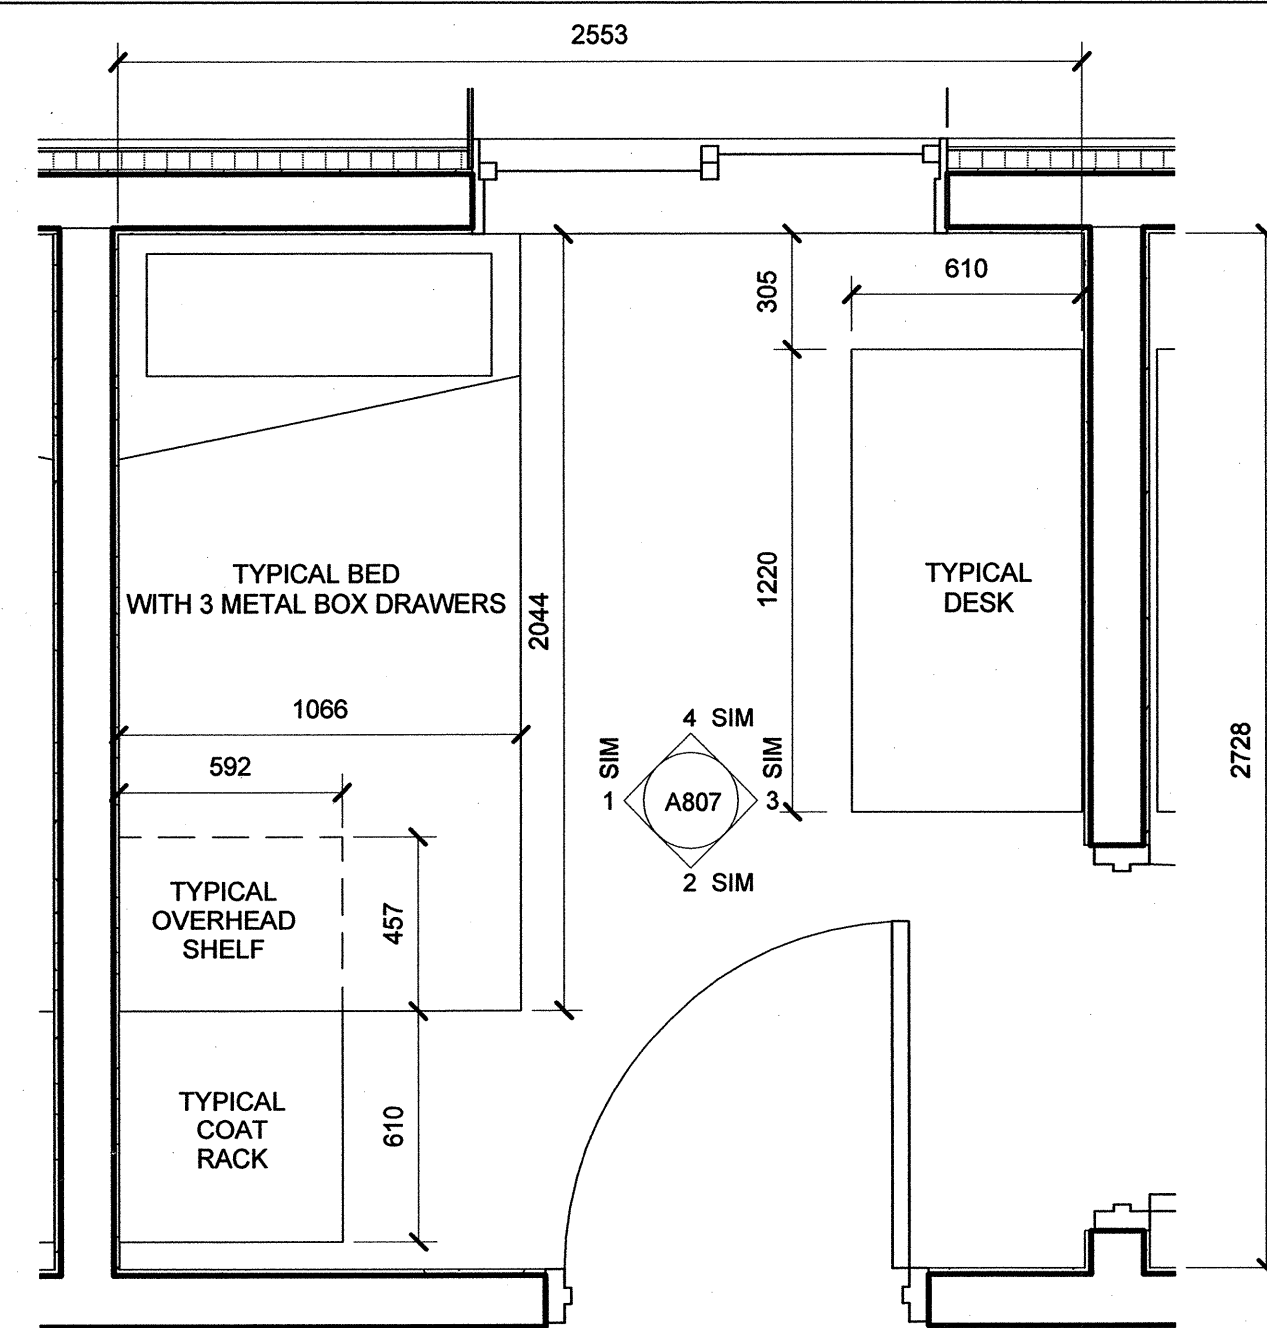 2553
610
305
1220
TYPICAL
DESK
TYPICAL BED
WITH 3 METAL BOX DRAWERS
2044
1066
592
4 SIM
SIM
1
A807
SIM
3
2 SIM
2728
TYPICAL
OVERHEAD
SHELF
457
TYPICAL
COAT
RACK
610